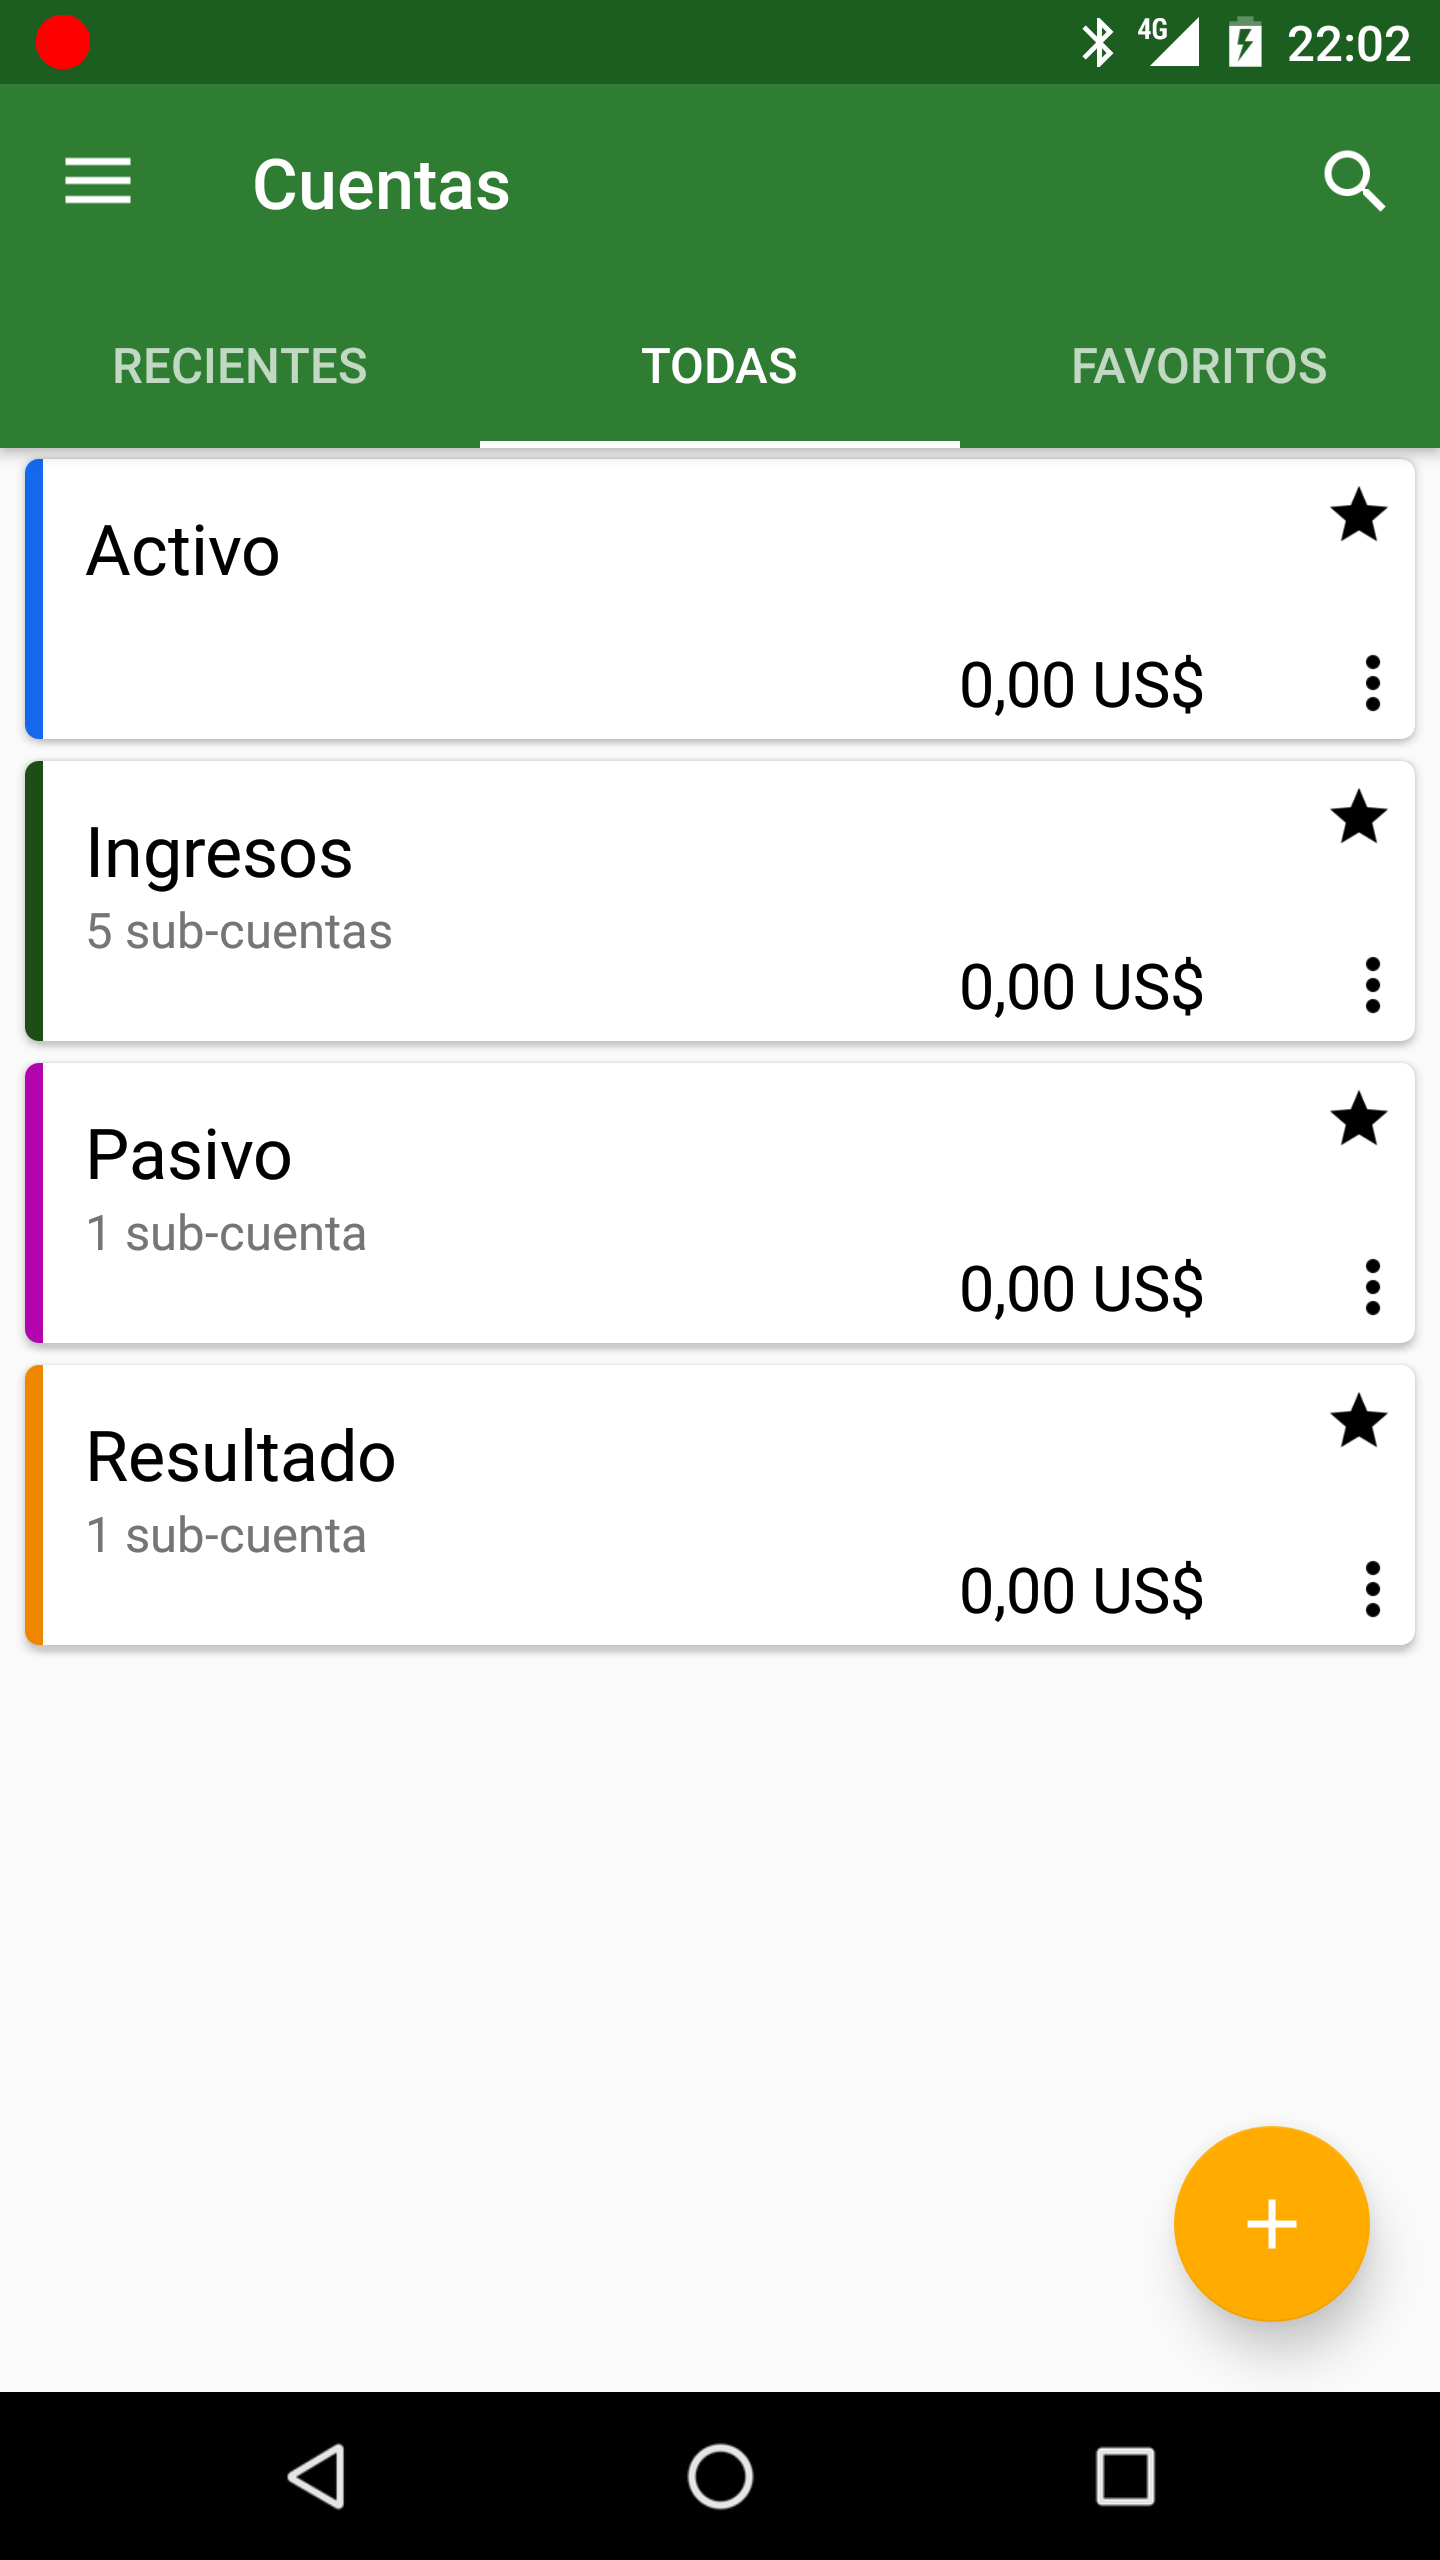 4G 22:02
Cuentas
RECIENTES TODAS FAVORITOS
Activo
0,00 US$
Ingresos
5 sub-cuentas
0,00 US$
Pasivo
1 sub-cuenta
0,00 US$
Resultado
1 sub-cuenta
0,00 US$